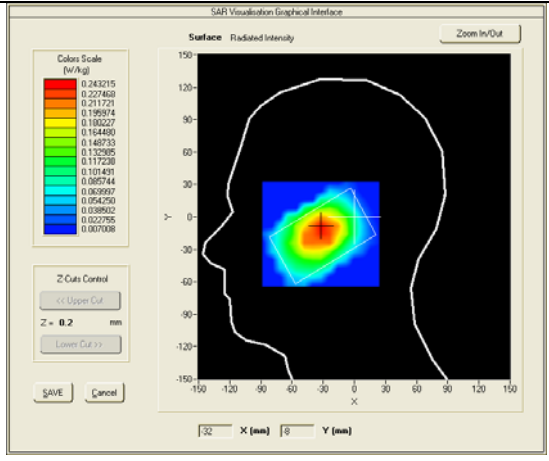 SAR Visualisation Graphical Interface
Surface Radiated Intensity
Zoom In/Out
Colors Scale
(W/kg)
0.243215
0.227468
0.211721
0.195974
0.180227
0.164480
0.148733
0.132985
0.117238
0.101491
0.085744
0.069997
0.054250
0.038502
0.022755
0.007008
Z-Cuts Control
<< Upper Cut
Z = 0.2 mm
Lower Cut >>
SAVE Cancel
150
120
90
60
30
0
-30
-60
-90
-120
-150
Y
-150 -120 -90 -60 -30 0 30 60 90 120 150
X
-32 X (mm) -8 Y (mm)